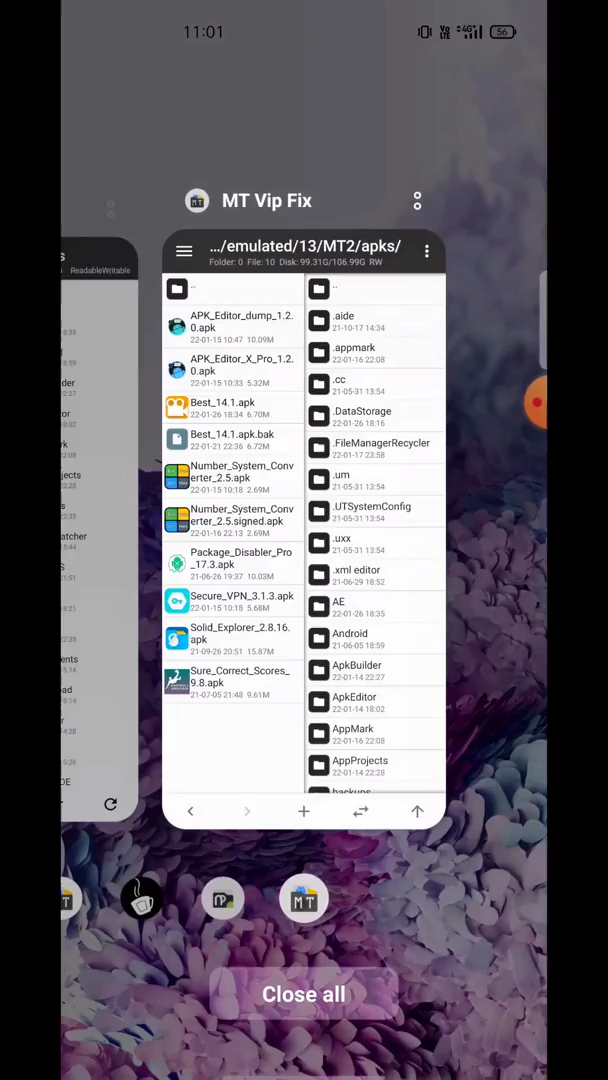 11:01
Vo LTE 4G+ 56
MT Vip Fix
S
ReadableWritable
.../emulated/13/MT2/apks/
Folder: 0 File: 10 Disk: 99.31G/106.99G RW
..
APK_Editor_dump_1.2.
0.apk
22-01-15 10:47 10.09M
APK_Editor_X_Pro_1.2.
0.apk
22-01-15 10:33 5.32M
Best_14.1.apk
22-01-26 18:34 6.70M
Best_14.1.apk.bak
22-01-21 22:36 6.72M
Number_System_Conv
erter_2.5.apk
22-01-15 10:18 2.69M
Number_System_Conv
erter_2.5.signed.apk
22-01-16 22:13 2.69M
Package_Disabler_Pro
_17.3.apk
21-06-26 19:37 10.03M
Secure_VPN_3.1.3.apk
22-01-15 10:18 5.68M
Solid_Explorer_2.8.16.
apk
21-09-26 20:51 15.87M
Sure_Correct_Scores_
9.8.apk
21-07-05 21:48 9.61M
..
.aide
21-10-17 14:34
.appmark
22-01-16 22:08
.cc
21-05-31 13:54
.DataStorage
22-01-26 18:16
.FileManagerRecycler
22-01-17 23:58
.um
21-05-31 13:54
.UTSystemConfig
21-05-31 13:54
.uxx
21-05-31 13:54
.xml editor
21-06-29 18:52
AE
22-01-26 18:35
Android
21-06-05 18:59
ApkBuilder
22-01-14 22:27
ApkEditor
22-01-14 18:02
AppMark
22-01-16 22:08
AppProjects
22-01-14 22:28
backups
MT
Close all